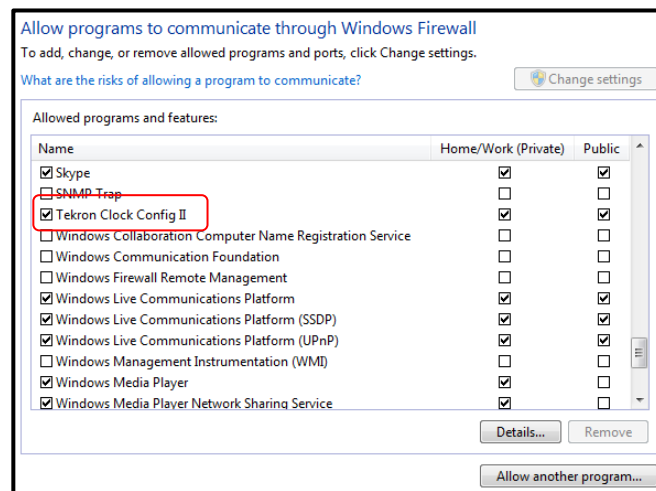 Allow programs to communicate through Windows Firewall
To add, change, or remove allowed programs and ports, click Change settings.
What are the risks of allowing a program to communicate?
Change settings
Allowed programs and features:
Name Home/Work (Private) Public
Skype
SNMP Trap
Tekron Clock Config II
Windows Collaboration Computer Name Registration Service
Windows Communication Foundation
Windows Firewall Remote Management
Windows Live Communications Platform
Windows Live Communications Platform (SSDP)
Windows Live Communications Platform (UPnP)
Windows Management Instrumentation (WMI)
Windows Media Player
Windows Media Player Network Sharing Service
Details... Remove
Allow another program...